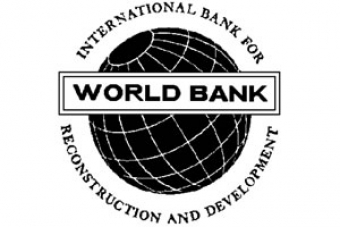 INTERNATIONAL BANK FOR
WORLD BANK
RECONSTRUCTION AND DEVELOPMENT